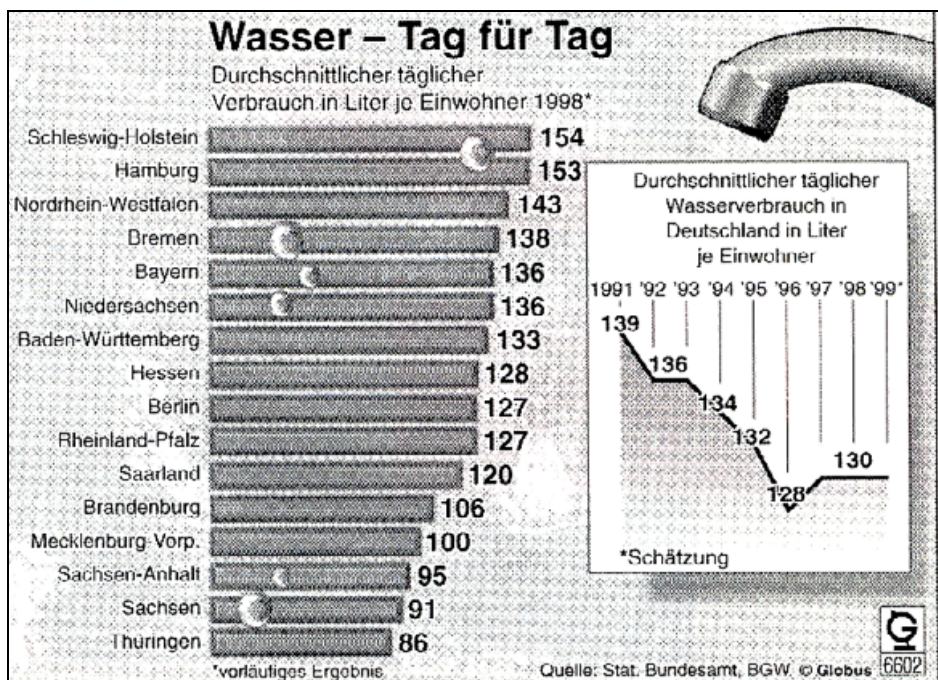 Wasser – Tag für Tag
Durchschnittlicher täglicher
Verbrauch in Liter je Einwohner 1998*
Schleswig-Holstein 154
Hamburg 153
Nordrhein-Westfalen 143
Bremen 138
Bayern 136
Niedersachsen 136
Baden-Württemberg 133
Hessen 128
Berlin 127
Rheinland-Pfalz 127
Saarland 120
Brandenburg 106
Mecklenburg-Vorp. 100
Sachsen-Anhalt 95
Sachsen 91
Thüringen 86
*vorläufiges Ergebnis
Durchschnittlicher täglicher
Wasserverbrauch in
Deutschland in Liter
je Einwohner
1991 '92 '93 '94 '95 '96 '97 '98 '99*
139
136
134
132
128
130
*Schätzung
Quelle: Stat. Bundesamt, BGW © Globus
G
6602